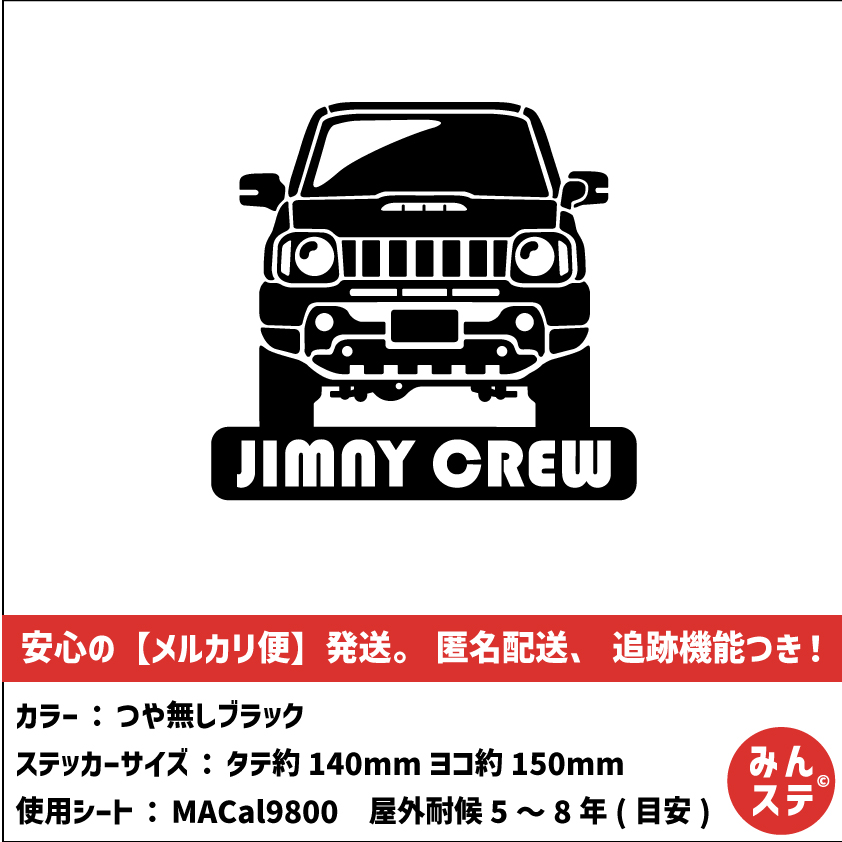 JIMNY CREW
安心の【メルカリ便】発送。 匿名配送、 追跡機能つき！
カラー ： つや無しブラック
ステッカーサイズ ： タテ約 140mm ヨコ約 150mm
使用シート ： MACal9800　屋外耐候 5 〜 8 年 ( 目安 )
みん
ステ©